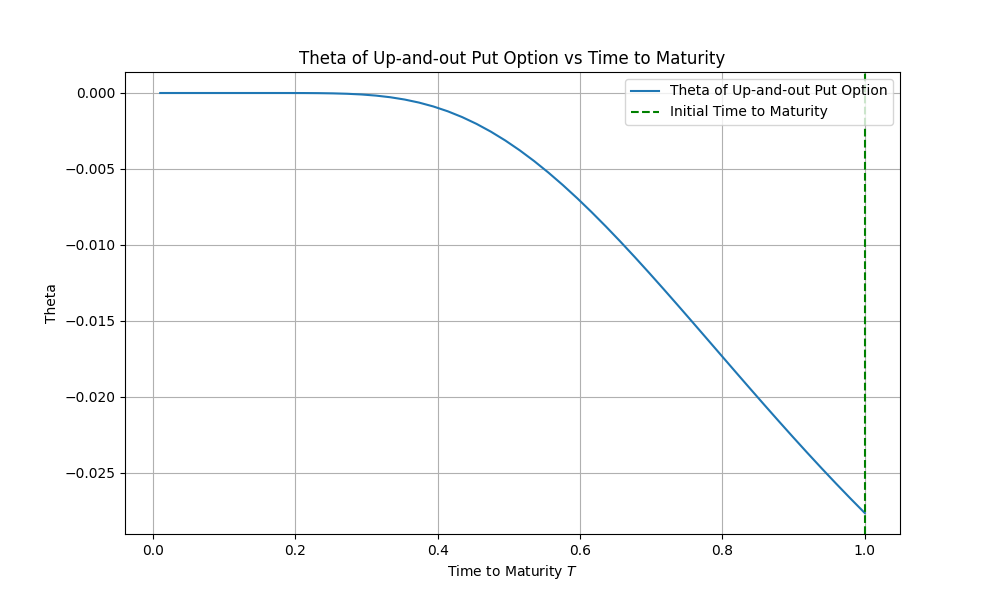 Theta of Up-and-out Put Option vs Time to Maturity
Theta of Up-and-out Put Option
Initial Time to Maturity
Theta
0.000
−0.005
−0.010
−0.015
−0.020
−0.025
0.0 0.2 0.4 0.6 0.8 1.0
Time to Maturity T